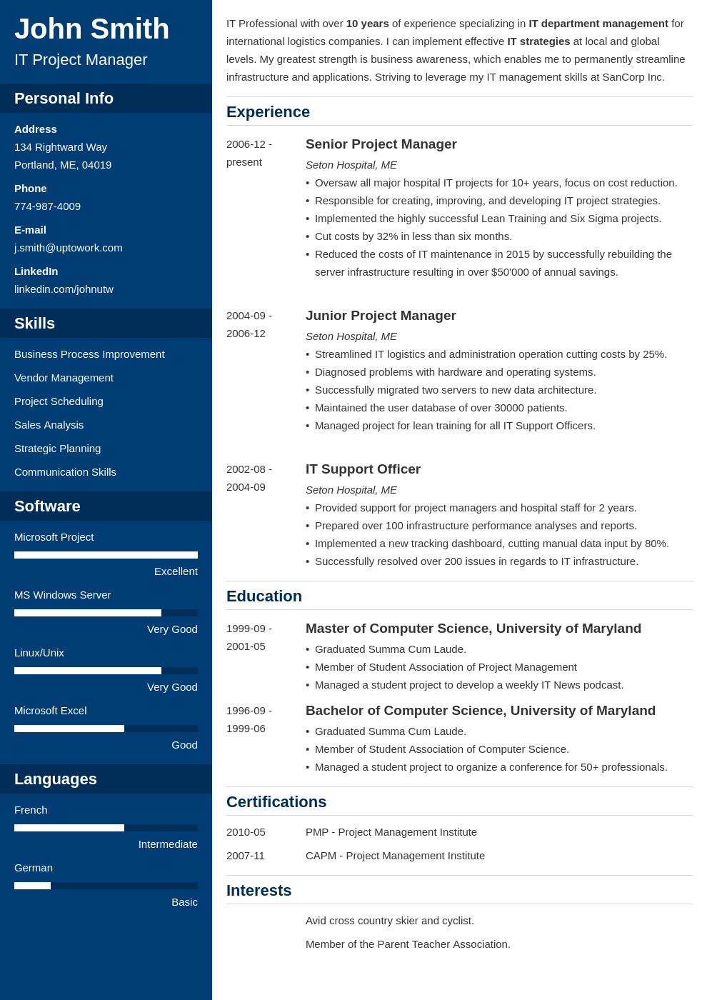 John Smith
IT Project Manager
Personal Info
Address
134 Rightward Way
Portland, ME, 04019
Phone
774-987-4009
E-mail
j.smith@uptowork.com
LinkedIn
linkedin.com/johnutw
Skills
Business Process Improvement
Vendor Management
Project Scheduling
Sales Analysis
Strategic Planning
Communication Skills
Software
Microsoft Project
Excellent
MS Windows Server
Very Good
Linux/Unix
Very Good
Microsoft Excel
Good
Languages
French
Intermediate
German
Basic
IT Professional with over 10 years of experience specializing in IT department management for
international logistics companies. I can implement effective IT strategies at local and global
levels. My greatest strength is business awareness, which enables me to permanently streamline
infrastructure and applications. Striving to leverage my IT management skills at SanCorp Inc.
Experience
2006-12 -
present
Senior Project Manager
Seton Hospital, ME
• Oversaw all major hospital IT projects for 10+ years, focus on cost reduction.
• Responsible for creating, improving, and developing IT project strategies.
• Implemented the highly successful Lean Training and Six Sigma projects.
• Cut costs by 32% in less than six months.
• Reduced the costs of IT maintenance in 2015 by successfully rebuilding the
server infrastructure resulting in over $50'000 of annual savings.
2004-09 -
2006-12
Junior Project Manager
Seton Hospital, ME
• Streamlined IT logistics and administration operation cutting costs by 25%.
• Diagnosed problems with hardware and operating systems.
• Successfully migrated two servers to new data architecture.
• Maintained the user database of over 30000 patients.
• Managed project for lean training for all IT Support Officers.
2002-08 -
2004-09
IT Support Officer
Seton Hospital, ME
• Provided support for project managers and hospital staff for 2 years.
• Prepared over 100 infrastructure performance analyses and reports.
• Implemented a new tracking dashboard, cutting manual data input by 80%.
• Successfully resolved over 200 issues in regards to IT infrastructure.
Education
1999-09 -
2001-05
Master of Computer Science, University of Maryland
• Graduated Summa Cum Laude.
• Member of Student Association of Project Management
• Managed a student project to develop a weekly IT News podcast.
1996-09 -
1999-06
Bachelor of Computer Science, University of Maryland
• Graduated Summa Cum Laude.
• Member of Student Association of Computer Science.
• Managed a student project to organize a conference for 50+ professionals.
Certifications
2010-05 PMP - Project Management Institute
2007-11 CAPM - Project Management Institute
Interests
Avid cross country skier and cyclist.
Member of the Parent Teacher Association.